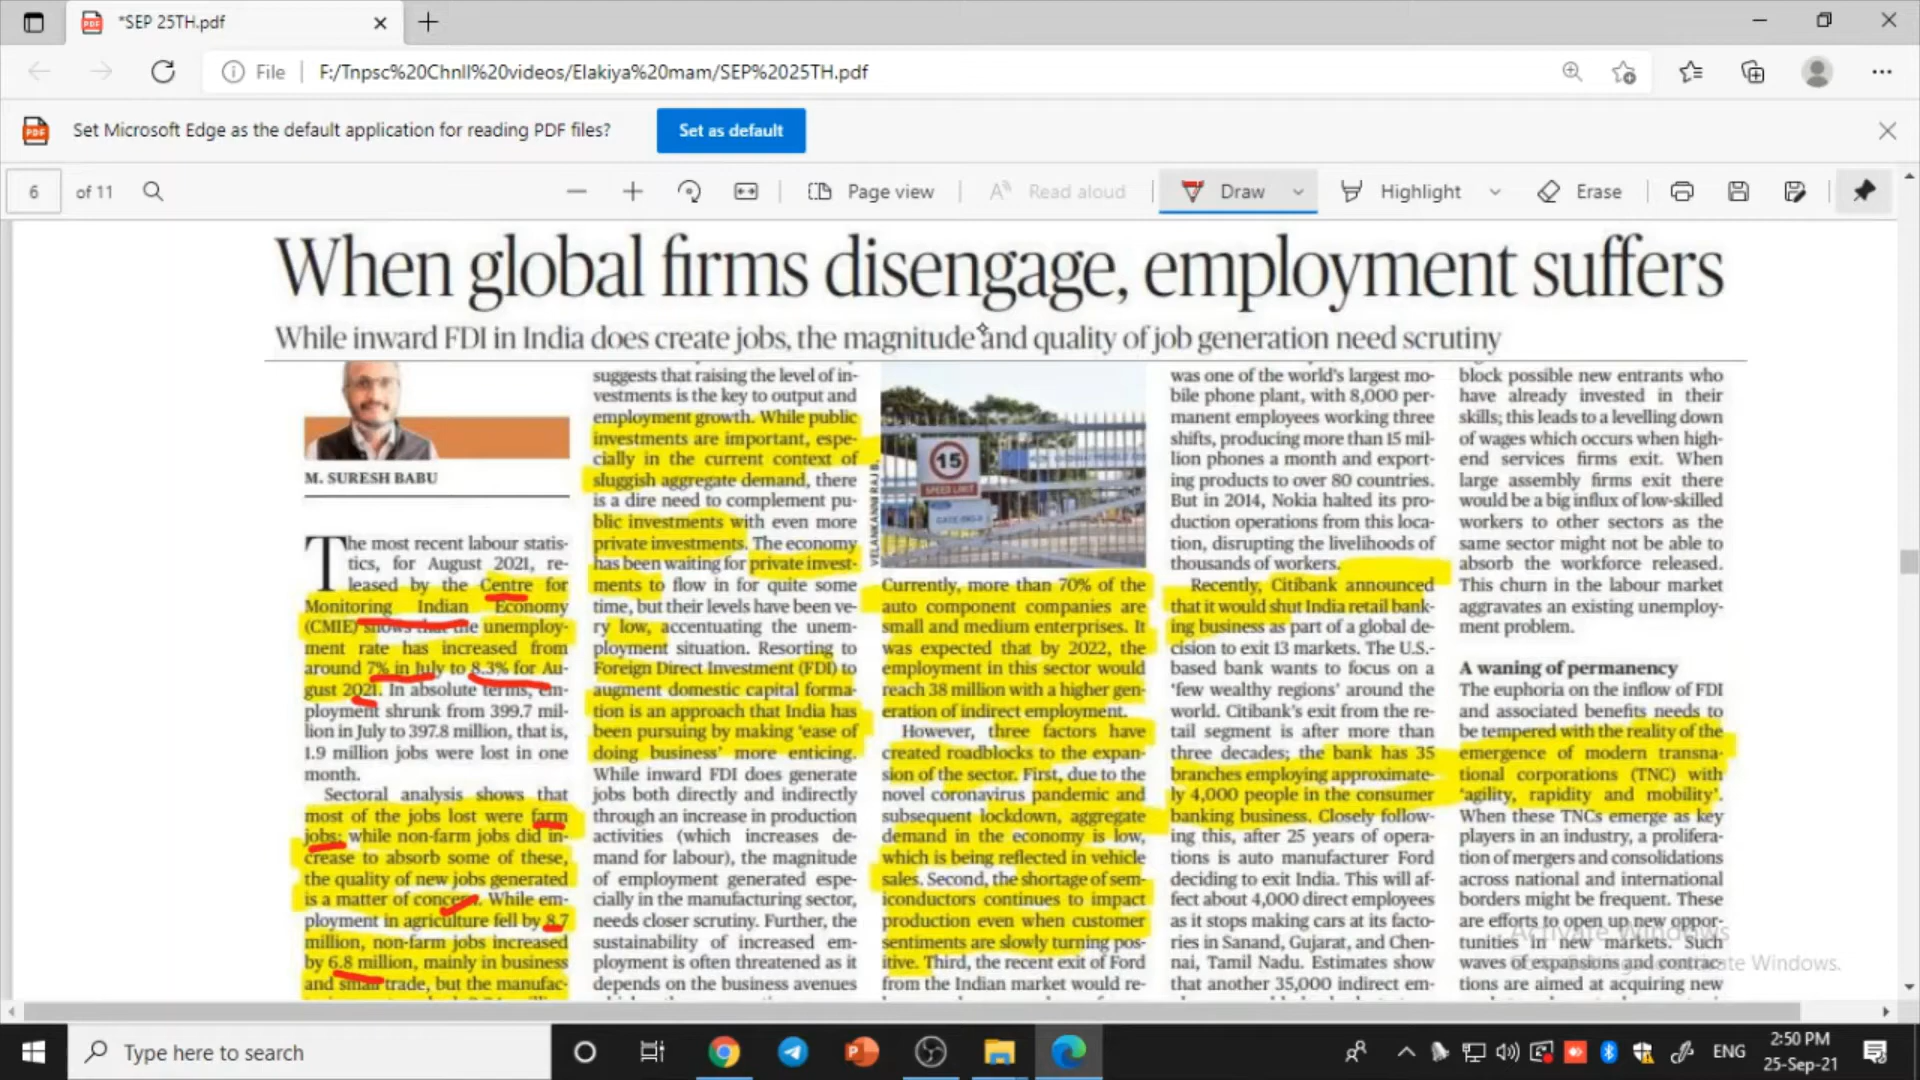 *SEP 25TH.pdf
File
F:/Tnpsc%20Chnll%20videos/Elakiya%20mam/SEP%2025TH.pdf
Set Microsoft Edge as the default application for reading PDF files?
Set as default
6 of 11
Page view
Read aloud
Draw
Highlight
Erase
When global firms disengage, employment suffers
While inward FDI in India does create jobs, the magnitude and quality of job generation need scrutiny
M. SURESH BABU
The most recent labour statis-
tics, for August 2021, re-
leased by the Centre for
Monitoring Indian Economy
(CMIE) shows that the unemploy-
ment rate has increased from
around 7% in July to 8.3% for Au-
gust 2021. In absolute terms, em-
ployment shrunk from 399.7 mil-
lion in July to 397.8 million, that is,
1.9 million jobs were lost in one
month.
Sectoral analysis shows that
most of the jobs lost were farm
jobs; while non-farm jobs did in-
crease to absorb some of these,
the quality of new jobs generated
is a matter of concern. While em-
ployment in agriculture fell by 8.7
million, non-farm jobs increased
by 6.8 million, mainly in business
and small trade, but the manufac-
suggests that raising the level of in-
vestments is the key to output and
employment growth. While public
investments are important, espe-
cially in the current context of
sluggish aggregate demand, there
is a dire need to complement pu-
blic investments with even more
private investments. The economy
has been waiting for private invest-
ments to flow in for quite some
time, but their levels have been ve-
ry low, accentuating the unem-
ployment situation. Resorting to
Foreign Direct Investment (FDI) to
augment domestic capital forma-
tion is an approach that India has
been pursuing by making 'ease of
doing business' more enticing.
While inward FDI does generate
jobs both directly and indirectly
through an increase in production
activities (which increases de-
mand for labour), the magnitude
of employment generated espe-
cially in the manufacturing sector,
needs closer scrutiny. Further, the
sustainability of increased em-
ployment is often threatened as it
depends on the business avenues
15
SPEED LIMIT
VELANKANNI RAJ B.
Currently, more than 70% of the
auto component companies are
small and medium enterprises. It
was expected that by 2022, the
employment in this sector would
reach 38 million with a higher gen-
eration of indirect employment.
However, three factors have
created roadblocks to the expan-
sion of the sector. First, due to the
novel coronavirus pandemic and
subsequent lockdown, aggregate
demand in the economy is low,
which is being reflected in vehicle
sales. Second, the shortage of sem-
iconductors continues to impact
production even when customer
sentiments are slowly turning pos-
itive. Third, the recent exit of Ford
from the Indian market would re-
was one of the world's largest mo-
bile phone plant, with 8,000 per-
manent employees working three
shifts, producing more than 15 mil-
lion phones a month and export-
ing products to over 80 countries.
But in 2014, Nokia halted its pro-
duction operations from this loca-
tion, disrupting the livelihoods of
thousands of workers.
Recently, Citibank announced
that it would shut India retail bank-
ing business as part of a global de-
cision to exit 13 markets. The U.S.-
based bank wants to focus on a
'few wealthy regions' around the
world. Citibank's exit from the re-
tail segment is after more than
three decades; the bank has 35
branches employing approximate-
ly 4,000 people in the consumer
banking business. Closely follow-
ing this, after 25 years of opera-
tions is auto manufacturer Ford
deciding to exit India. This will af-
fect about 4,000 direct employees
as it stops making cars at its facto-
ries in Sanand, Gujarat, and Chen-
nai, Tamil Nadu. Estimates show
that another 35,000 indirect em-
block possible new entrants who
have already invested in their
skills; this leads to a levelling down
of wages which occurs when high-
end services firms exit. When
large assembly firms exit there
would be a big influx of low-skilled
workers to other sectors as the
same sector might not be able to
absorb the workforce released.
This churn in the labour market
aggravates an existing unemploy-
ment problem.
A waning of permanency
The euphoria on the inflow of FDI
and associated benefits needs to
be tempered with the reality of the
emergence of modern transna-
tional corporations (TNC) with
'agility, rapidity and mobility'.
When these TNCs emerge as key
players in an industry, a prolifera-
tion of mergers and consolidations
across national and international
borders might be frequent. These
are efforts to open up new oppor-
tunities in new markets. Such
waves of expansions and contrac-
tions are aimed at acquiring new
Activate Windows
Type here to search
ENG
2:50 PM
25-Sep-21